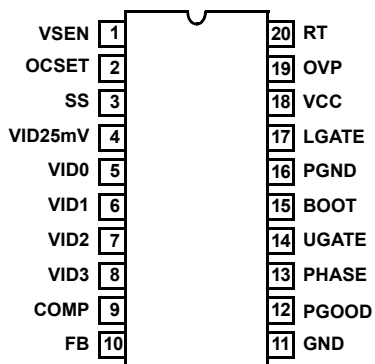 VSEN 1 20 RT
OCSET 2 19 OVP
SS 3 18 VCC
VID25mV 4 17 LGATE
VID0 5 16 PGND
VID1 6 15 BOOT
VID2 7 14 UGATE
VID3 8 13 PHASE
COMP 9 12 PGOOD
FB 10 11 GND